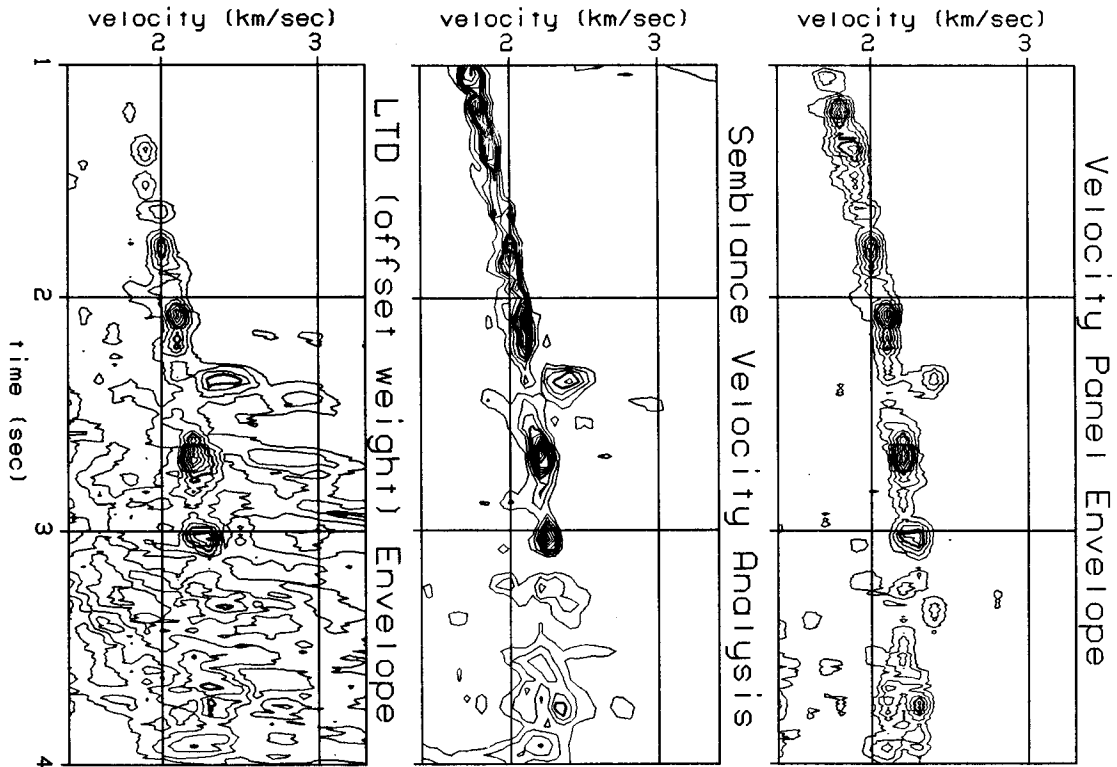 velocity (km/sec)
2 3
velocity (km/sec)
2 3
velocity (km/sec)
2 3
1
2
3
4
time (sec)
LTD (offset weight) Envelope
Semblance Velocity Analysis
Velocity Panel Envelope